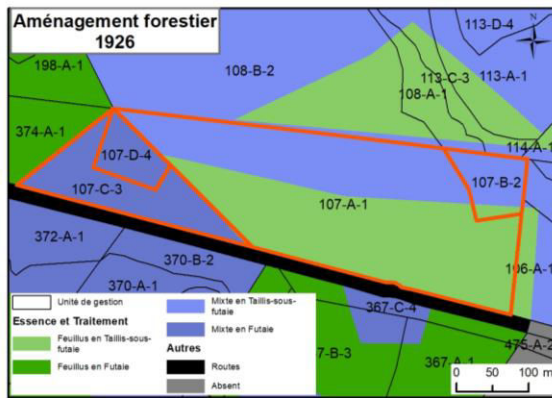 Aménagement forestier
1926
113-D-4
198-A-1
108-B-2
113-C-3
113-A-1
108-A-1
374-A-1
114-A-1
107-D-4
107-B-2
107-C-3
107-A-1
372-A-1
370-B-2
106-A-1
370-A-1
367-C-4
475-A-2
7-B-3
367-A-1
Unité de gestion
Essence et Traitement
Feuillus en Taillis-sous-
futaie
Feuillus en Futaie
Mixte en Taillis-sous-
futaie
Mixte en Futaie
Autres
Routes
Absent
0
50
100 m